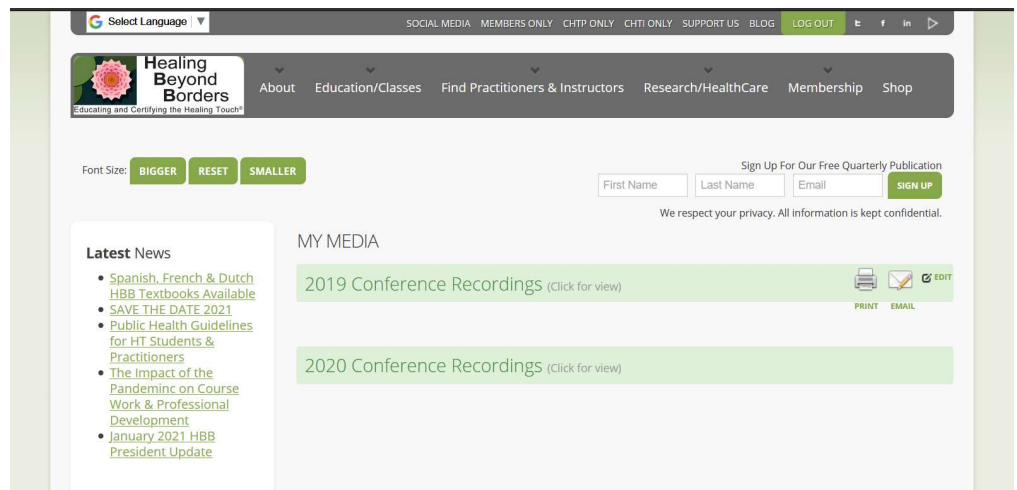 Select Language ▼
SOCIAL MEDIA MEMBERS ONLY CHTP ONLY CHTI ONLY SUPPORT US BLOG LOG OUT
Healing
Beyond
Borders
Educating and Certifying the Healing Touch®
About Education/Classes Find Practitioners & Instructors Research/HealthCare Membership Shop
Font Size: BIGGER RESET SMALLER
Sign Up For Our Free Quarterly Publication
First Name Last Name Email SIGN UP
We respect your privacy. All information is kept confidential.
Latest News
Spanish, French & Dutch
HBB Textbooks Available
SAVE THE DATE 2021
Public Health Guidelines
for HT Students &
Practitioners
The Impact of the
Pandeminc on Course
Work & Professional
Development
January 2021 HBB
President Update
MY MEDIA
2019 Conference Recordings (Click for view)
EDIT
PRINT EMAIL
2020 Conference Recordings (Click for view)